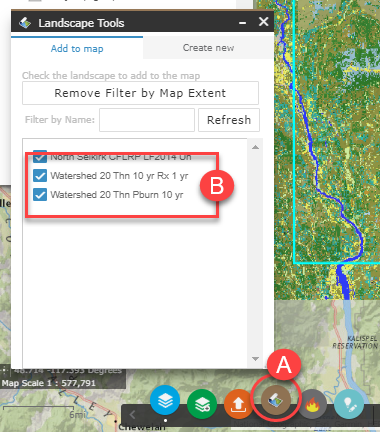 Landscape Tools
Add to map
Create new
Check the landscape to add to the map
Remove Filter by Map Extent
Filter by Name:
Refresh
North Selkirk CFLRP LF2014 Un
Watershed 20 Thn 10 yr Rx 1 yr
Watershed 20 Thn Pburn 10 yr
B
KALISPEL
RESERVATION
48.714 -117.393 Degrees
Map Scale 1 : 577,791
A
6mi
Chewelah